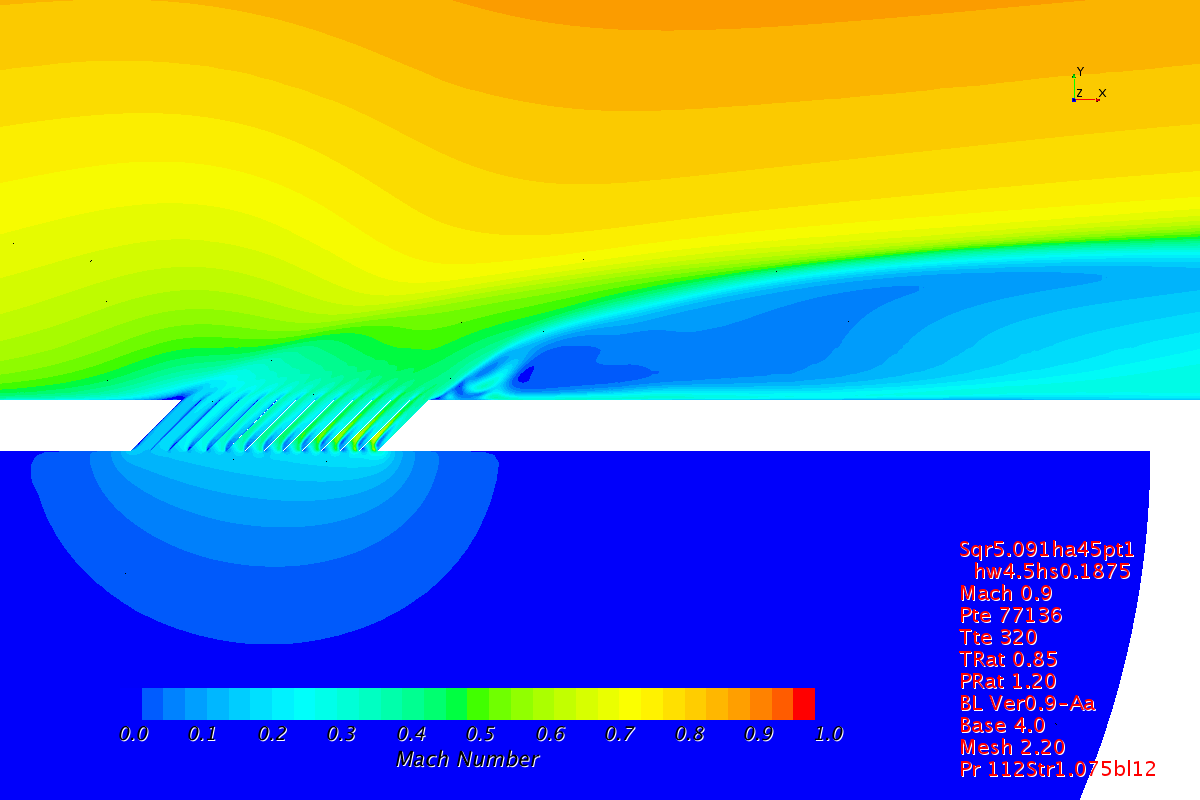 Y
Z X
Sqr5.091ha45pt1
hw4.5hs0.1875
Mach 0.9
Pte 77136
Tte 320
TRat 0.85
PRat 1.20
BL Ver0.9-Aa
Base 4.0
Mesh 2.20
Pr 112Str1.075bl12
0.0 0.1 0.2 0.3 0.4 0.5 0.6 0.7 0.8 0.9 1.0
Mach Number